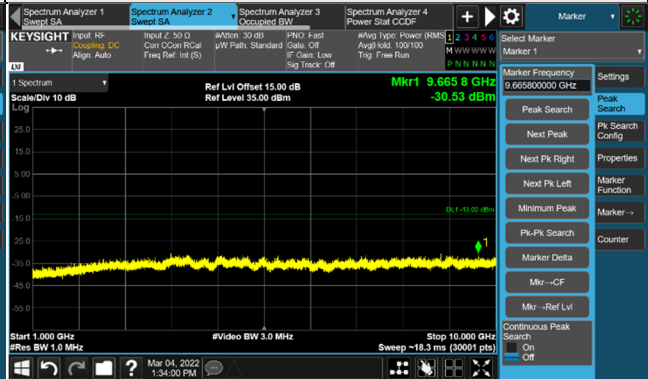 Spectrum Analyzer 1
Swept SA
Spectrum Analyzer 2
Swept SA
Spectrum Analyzer 3
Occupied BW
Spectrum Analyzer 4
Power Stat CCDF
Marker
KEYSIGHT
LXI
Input: RF
Coupling: DC
Align: Auto
Input Z: 50 Ω
Corr CCorr RCal
Freq Ref: Int (S)
#Atten: 30 dB
µW Path: Standard
PNO: Fast
Gate: Off
IF Gain: Low
Sig Track: Off
#Avg Type: Power (RMS
Avg|Hold: 100/100
Trig: Free Run
1 2 3 4 5 6
M W W W W W
P N N N N N
Select Marker
Marker 1
1 Spectrum
Scale/Div 10 dB
Log
Ref Lvl Offset 15.00 dB
Ref Level 35.00 dBm
Mkr1 9.665 8 GHz
-30.53 dBm
25.0
15.0
5.00
-5.00
-15.0
-25.0
-35.0
-45.0
-55.0
DL1 -13.00 dBm
1
Start 1.000 GHz
#Res BW 1.0 MHz
#Video BW 3.0 MHz
Stop 10.000 GHz
Sweep ~18.3 ms (30001 pts)
Marker Frequency
9.665800000 GHz
Peak Search
Next Peak
Next Pk Right
Next Pk Left
Minimum Peak
Pk-Pk Search
Marker Delta
Mkr→CF
Mkr→Ref Lvl
Continuous Peak
Search
On
Off
Settings
Peak
Search
Pk Search
Config
Properties
Marker
Function
Marker→
Counter
Mar 04, 2022
1:34:00 PM